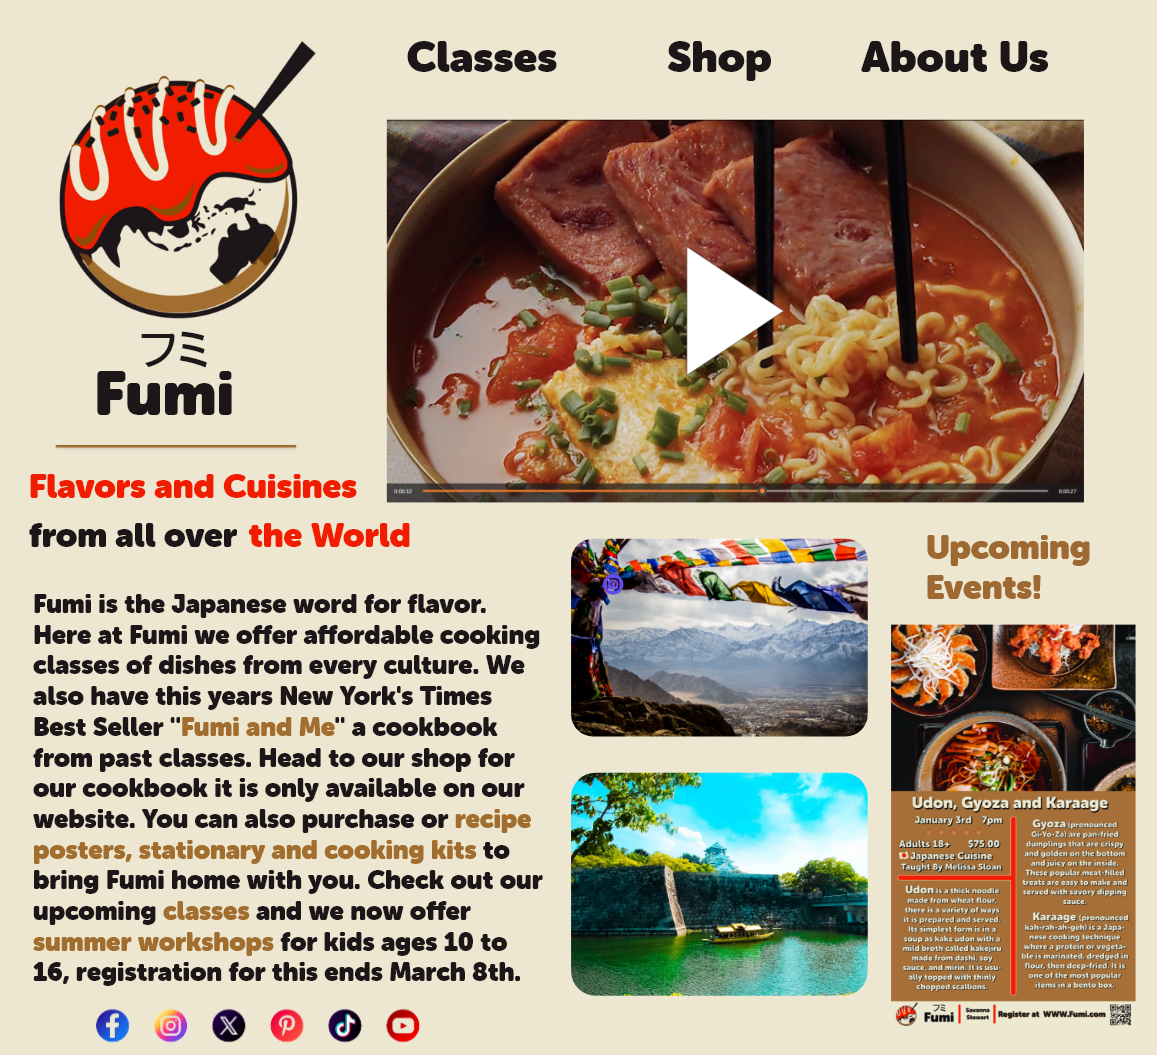 Classes
Shop
About Us
フミ
Fumi
0:00:32
0:00:27
Flavors and Cuisines
from all over the World
Fumi is the Japanese word for flavor.
Here at Fumi we offer affordable cooking
classes of dishes from every culture. We
also have this years New York's Times
Best Seller "Fumi and Me" a cookbook
from past classes. Head to our shop for
our cookbook it is only available on our
website. You can also purchase or recipe
posters, stationary and cooking kits to
bring Fumi home with you. Check out our
upcoming classes and we now offer
summer workshops for kids ages 10 to
16, registration for this ends March 8th.
Upcoming
Events!
Udon, Gyoza and Karaage
January 3rd 7pm
Adults 18+ $75.00
Japanese Cuisine
Taught By Melissa Sloan
Udon is a thick noodle
made from wheat flour,
there is a variety of ways
it is prepared and served.
Its simplest form is in a
soup as kake udon with a
mild broth called kakejiru
made from dashi, soy
sauce, and mirin. It is usu-
ally topped with thinly
chopped scallions.
Gyoza (pronounced
Gi-Yo-Za) are pan-fried
dumplings that are crispy
and golden on the bottom
and juicy on the inside.
These popular meat-filled
treats are easy to make and
served with savory dipping
sauce.
Karaage (pronounced
kah-rah-ah-geh) is a Japa-
nese cooking technique
where a protein or vegeta-
ble is marinated, dredged in
flour, then deep-fried. It is
one of the most popular
items in a bento box.
フミ
Fumi
Savanna
Stewart
Register at WWW.Fumi.com